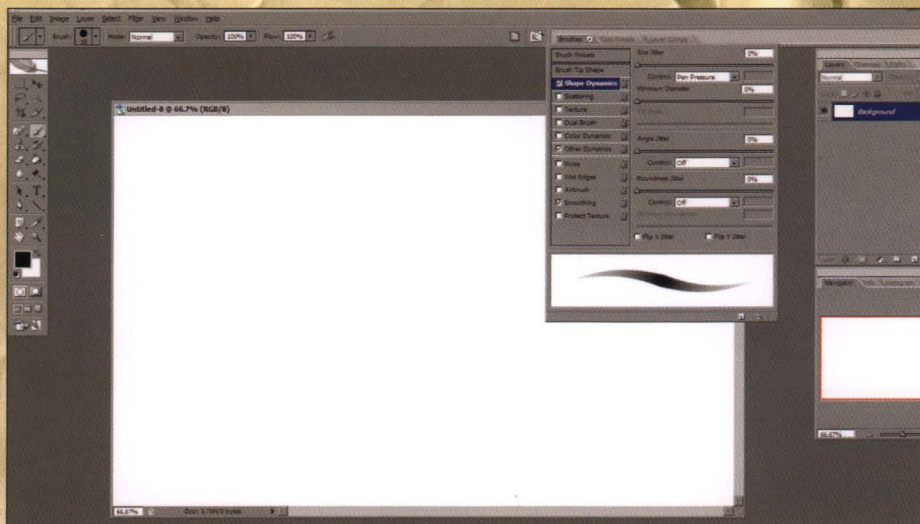 File Edit Image Layer Select Filter View Window Help
Brush: Mode: Normal Opacity: 100% Flow: 100%
Brushes
Brush Presets
Brush Tip Shape
Shape Dynamics
Scattering
Texture
Dual Brush
Color Dynamics
Other Dynamics
Noise
Wet Edges
Airbrush
Smoothing
Protect Texture
Size Jitter 0%
Control: Pen Pressure
Minimum Diameter 0%
Angle Jitter 0%
Control: Off
Roundness Jitter 0%
Control: Off
Flip X Jitter Flip Y Jitter
Layers Channels Paths
Normal
Background
Navigator Info
66.67%
Untitled-8 @ 66.7% (RGB/8)
66.67%